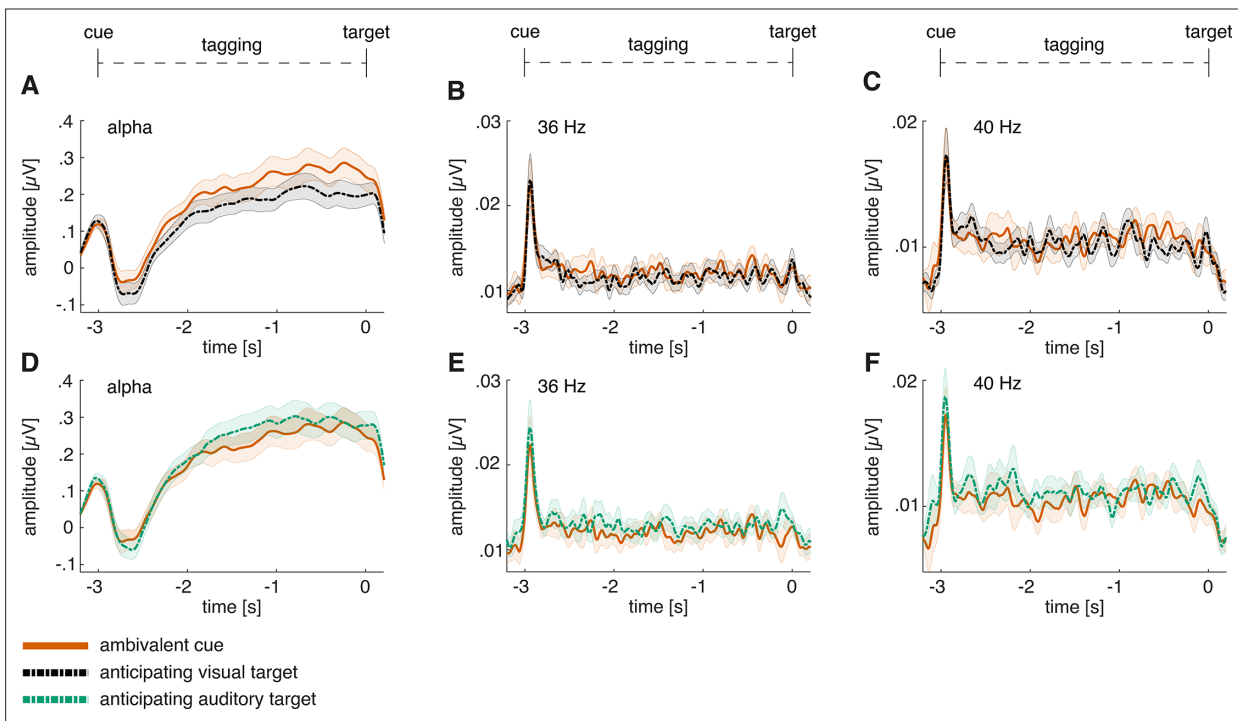 cue tagging target
cue tagging target
cue tagging target
A
alpha
amplitude [µV]
.4
.3
0.2
0.1
0
-.1
-3 -2 -1 0
time [s]
B
36 Hz
amplitude [µV]
.03
.02
.01
-3 -2 -1 0
time [s]
C
40 Hz
amplitude [µV]
.02
.01
-3 -2 -1 0
time [s]
D
alpha
amplitude [µV]
.4
.3
0.2
0.1
0
-.1
-3 -2 -1 0
time [s]
E
36 Hz
amplitude [µV]
.03
.02
.01
-3 -2 -1 0
time [s]
F
40 Hz
amplitude [µV]
.02
.01
-3 -2 -1 0
time [s]
ambivalent cue
anticipating visual target
anticipating auditory target